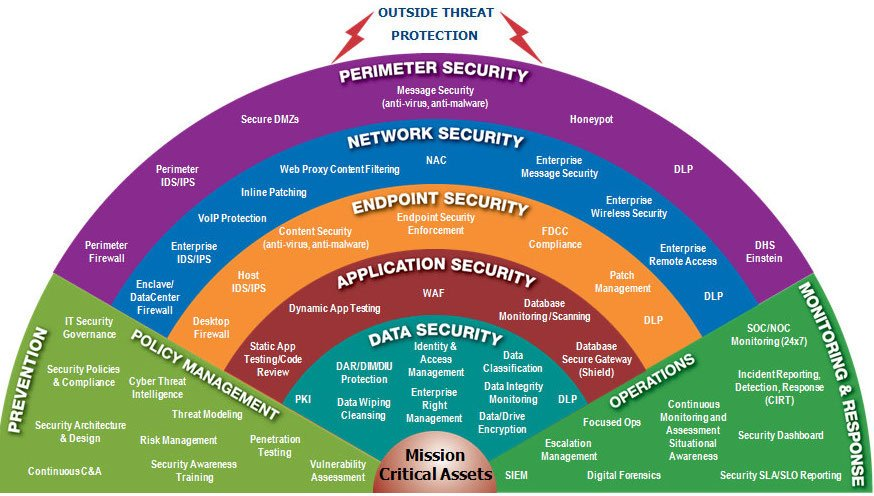 OUTSIDE THREAT
PROTECTION
PERIMETER SECURITY
Message Security
(anti-virus, anti-malware)
Secure DMZs
Honeypot
Perimeter
IDS/IPS
DLP
Perimeter
Firewall
DHS
Einstein
NETWORK SECURITY
NAC
Web Proxy Content Filtering
Enterprise
Message Security
Inline Patching
VoIP Protection
Enterprise
Wireless Security
Enterprise
IDS/IPS
Enterprise
Remote Access
Enclave/
DataCenter
Firewall
DLP
ENDPOINT SECURITY
Endpoint Security
Enforcement
Content Security
(anti-virus, anti-malware)
FDCC
Compliance
Host
IDS/IPS
Patch
Management
Desktop
Firewall
DLP
APPLICATION SECURITY
WAF
Dynamic App Testing
Database
Monitoring/Scanning
Static App
Testing/Code
Review
Database
Secure Gateway
(Shield)
DATA SECURITY
Identity &
Access
Management
DAR/DIM/DIU
Protection
Data
Classification
PKI
Data Wiping
Cleansing
Enterprise
Right
Management
Data Integrity
Monitoring
Data/Drive
Encryption
DLP
Mission
Critical Assets
PREVENTION
POLICY MANAGEMENT
IT Security
Governance
Security Policies
& Compliance
Cyber Threat
Intelligence
Threat Modeling
Security Architecture
& Design
Risk Management
Penetration
Testing
Continuous C&A
Security Awareness
Training
Vulnerability
Assessment
OPERATIONS
MONITORING & RESPONSE
SOC/NOC
Monitoring (24x7)
Incident Reporting,
Detection, Response
(CIRT)
Focused Ops
Continuous
Monitoring and
Assessment
Situational
Awareness
Security Dashboard
Escalation
Management
SIEM
Digital Forensics
Security SLA/SLO Reporting